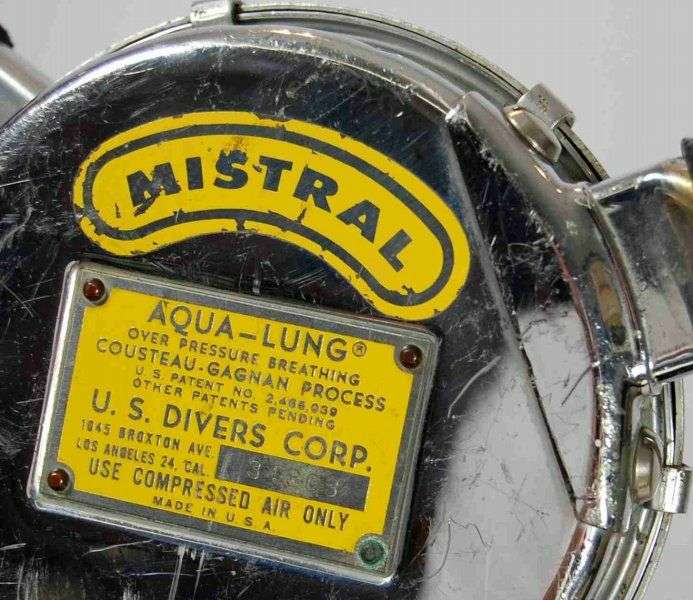 MISTRAL
AQUA-LUNG®
OVER PRESSURE BREATHING
COUSTEAU-GAGNAN PROCESS
U.S. PATENT NO. 2,486,039
OTHER PATENTS PENDING
U. S. DIVERS CORP.
1045 BROXTON AVE.
LOS ANGELES 24, CAL.
USE COMPRESSED AIR ONLY
MADE IN U.S.A.